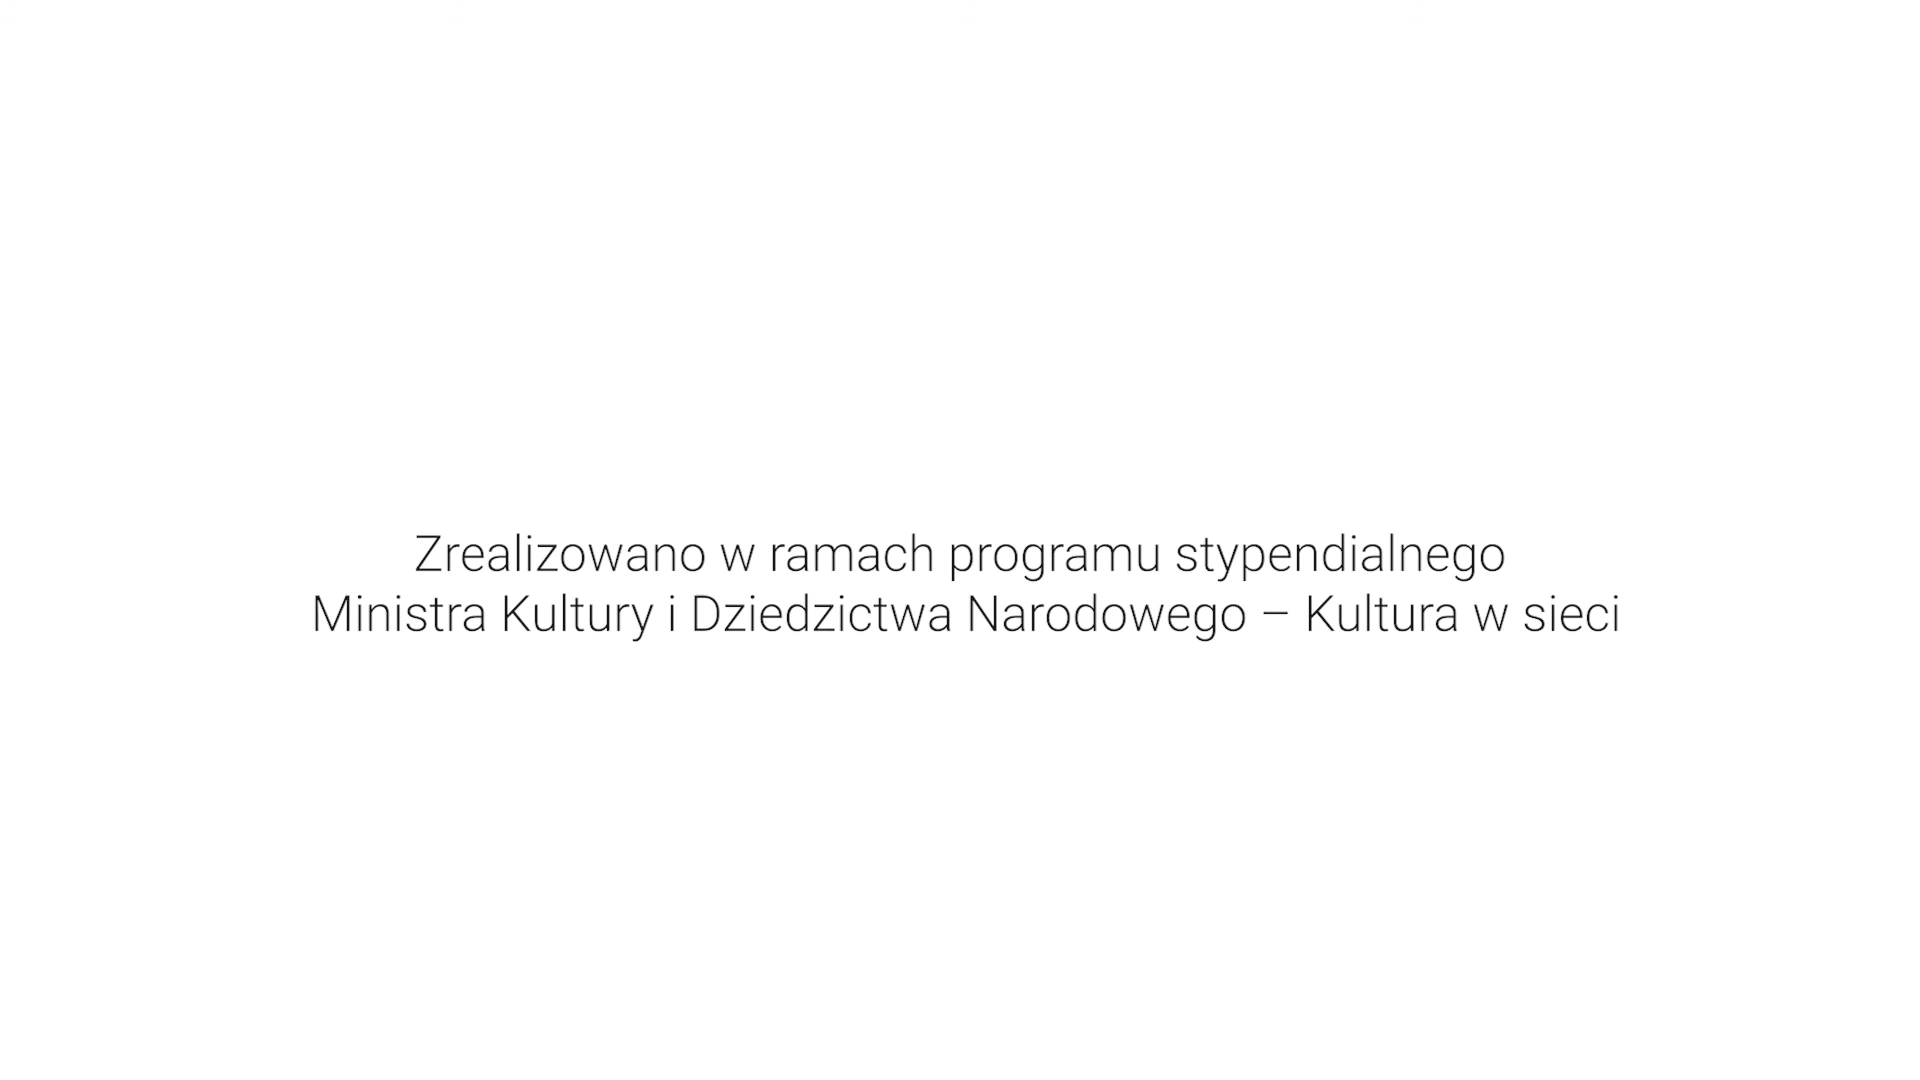 Zrealizowano w ramach programu stypendialnego
Ministra Kultury i Dziedzictwa Narodowego – Kultura w sieci